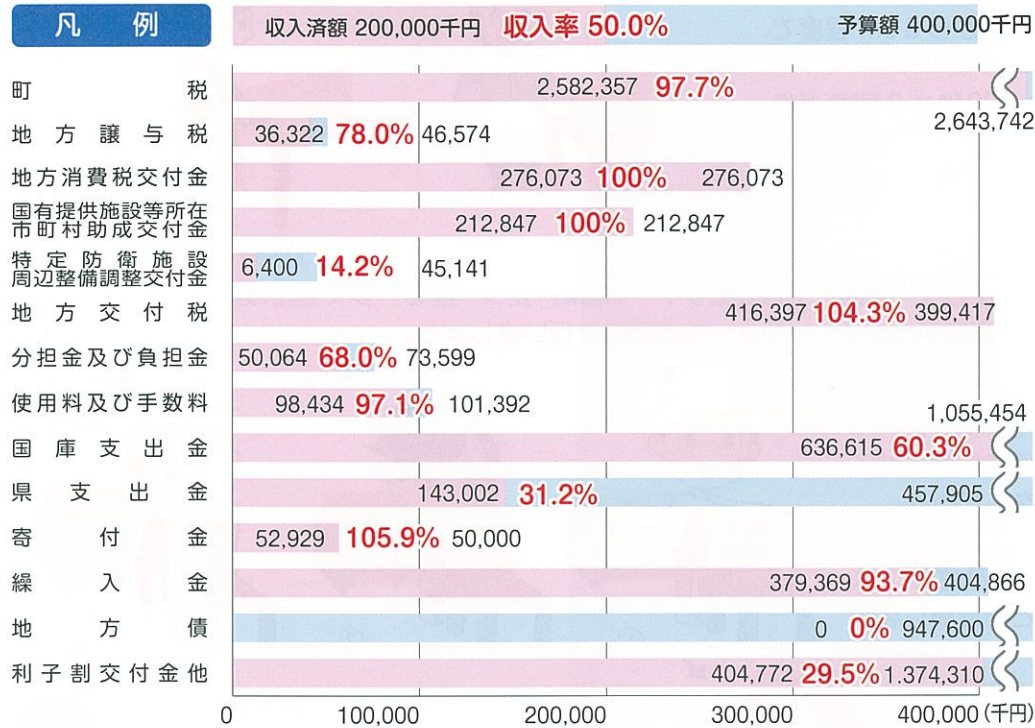 凡例
収入済額 200,000千円 収入率 50.0% 予算額 400,000千円
町税 2,582,357 97.7% 2,643,742
地方譲与税 36,322 78.0% 46,574
地方消費税交付金 276,073 100% 276,073
国有提供施設等所在
市町村助成交付金 212,847 100% 212,847
特定防衛施設
周辺整備調整交付金 6,400 14.2% 45,141
地方交付税 416,397 104.3% 399,417
分担金及び負担金 50,064 68.0% 73,599
使用料及び手数料 98,434 97.1% 101,392
国庫支出金 636,615 60.3% 1,055,454
県支出金 143,002 31.2% 457,905
寄付金 52,929 105.9% 50,000
繰入金 379,369 93.7% 404,866
地方債 0 0% 947,600
利子割交付金他 404,772 29.5% 1.374,310
0 100,000 200,000 300,000 400,000 (千円)